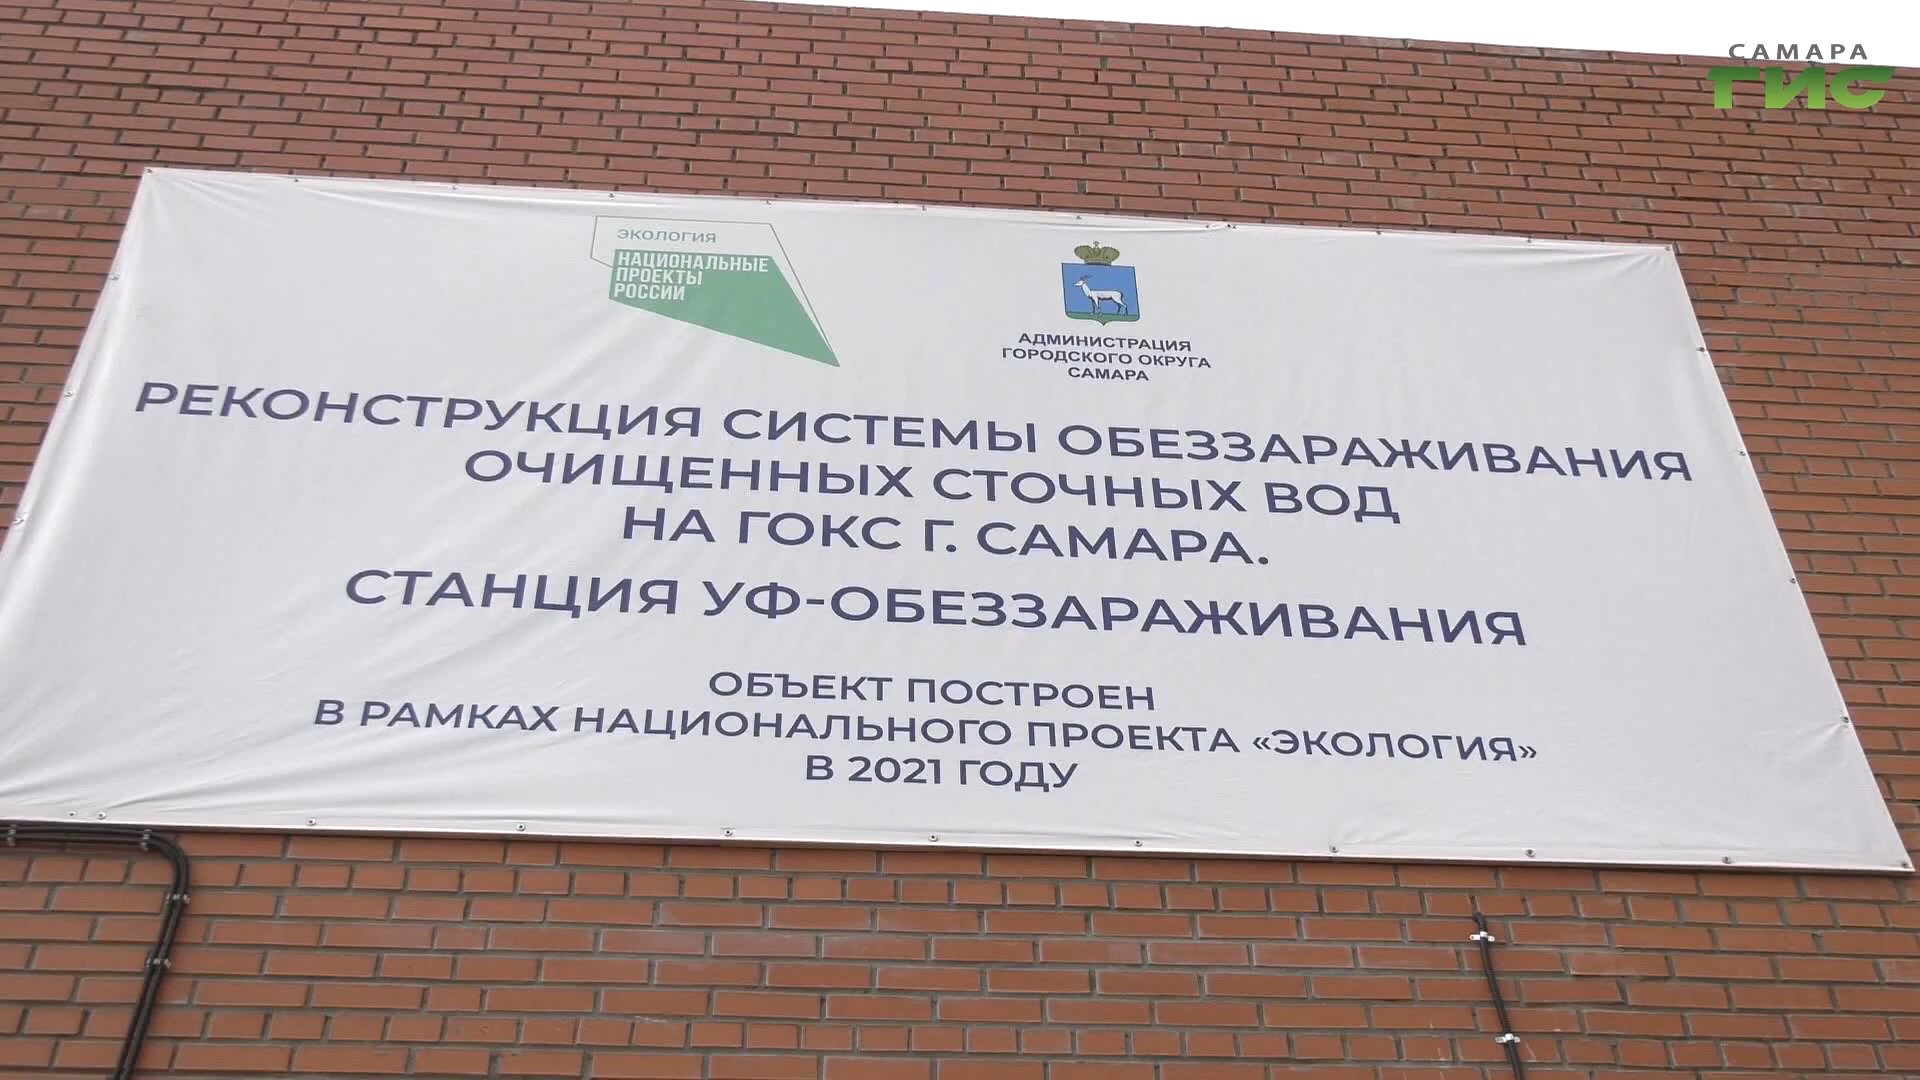 САМАРА
ГИС
ЭКОЛОГИЯ
НАЦИОНАЛЬНЫЕ
ПРОЕКТЫ
РОССИИ
АДМИНИСТРАЦИЯ
ГОРОДСКОГО ОКРУГА
САМАРА
РЕКОНСТРУКЦИЯ СИСТЕМЫ ОБЕЗЗАРАЖИВАНИЯ
ОЧИЩЕННЫХ СТОЧНЫХ ВОД
НА ГОКС Г. САМАРА.
СТАНЦИЯ УФ-ОБЕЗЗАРАЖИВАНИЯ
ОБЪЕКТ ПОСТРОЕН
В РАМКАХ НАЦИОНАЛЬНОГО ПРОЕКТА «ЭКОЛОГИЯ»
В 2021 ГОДУ